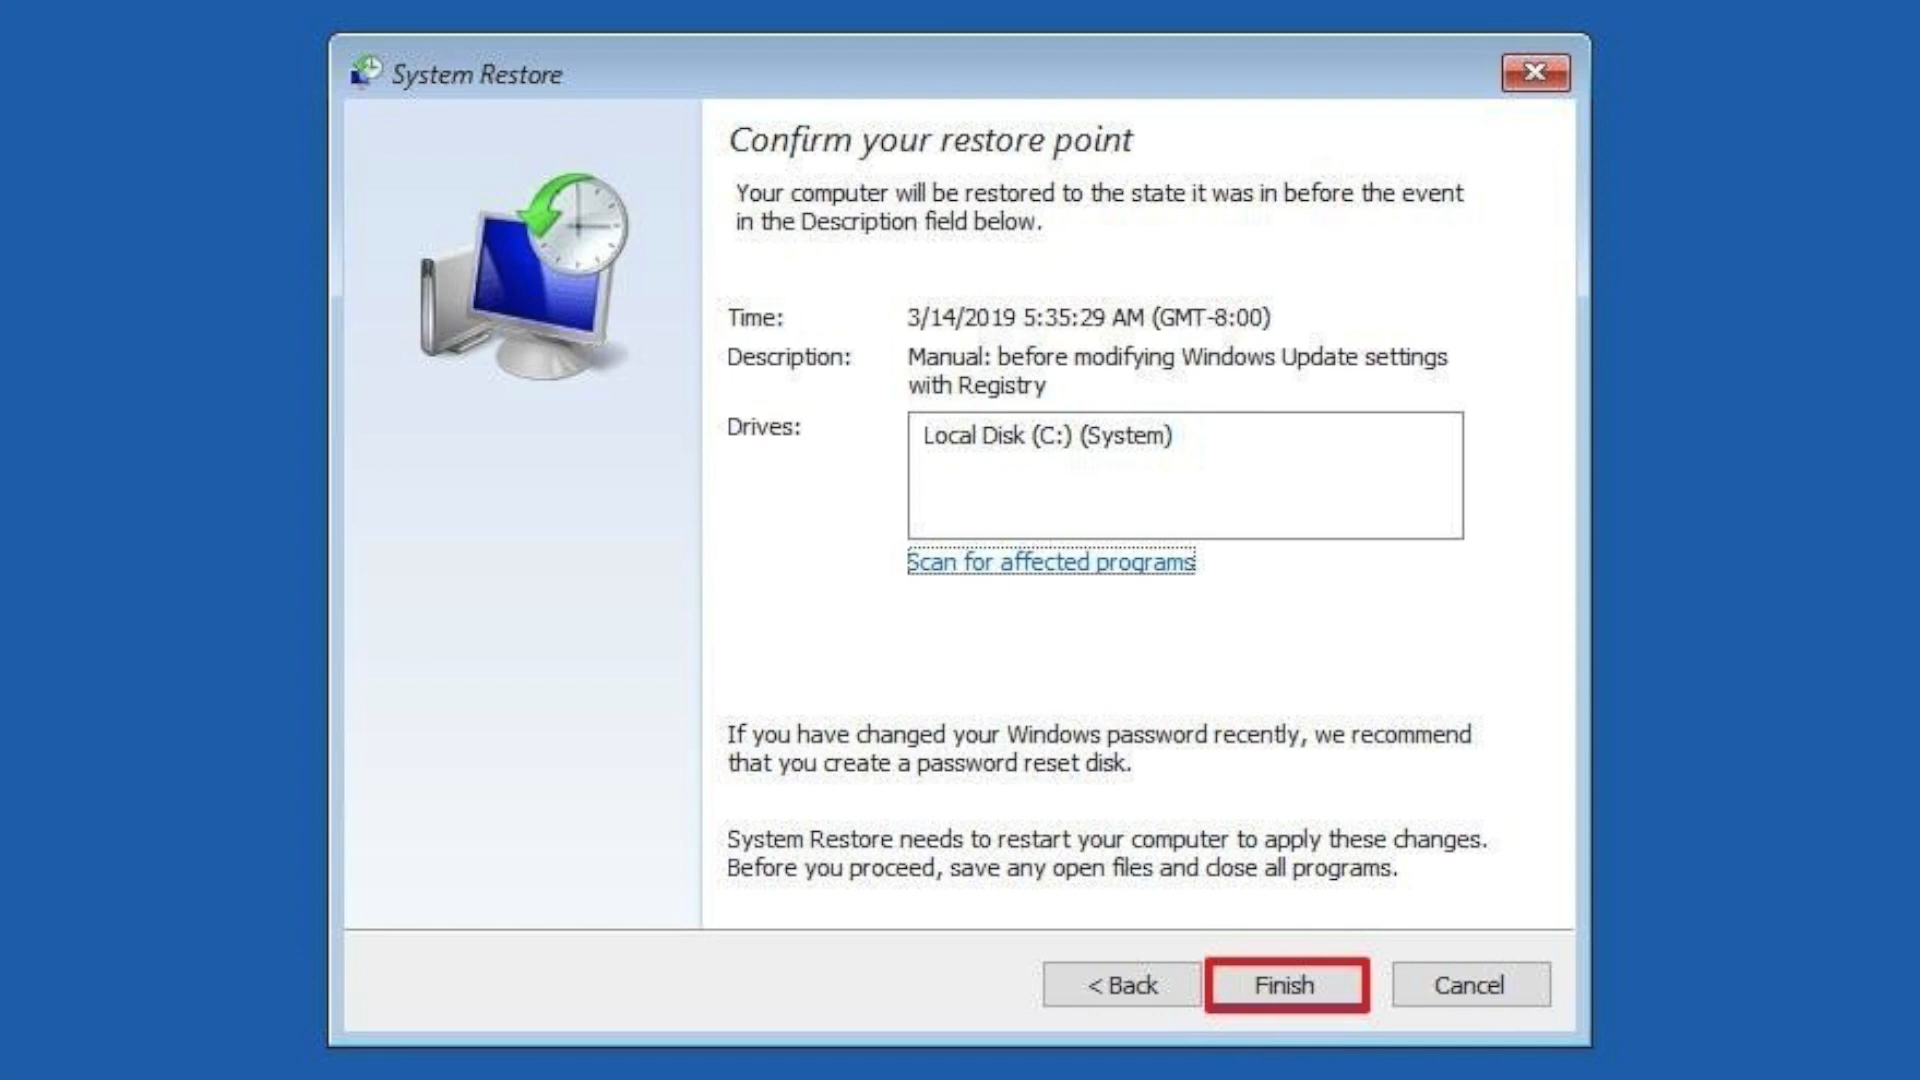 System Restore
Confirm your restore point
Your computer will be restored to the state it was in before the event
in the Description field below.
Time: 3/14/2019 5:35:29 AM (GMT-8:00)
Description: Manual: before modifying Windows Update settings
with Registry
Drives: Local Disk (C:) (System)
Scan for affected programs
If you have changed your Windows password recently, we recommend
that you create a password reset disk.
System Restore needs to restart your computer to apply these changes.
Before you proceed, save any open files and close all programs.
< Back Finish Cancel